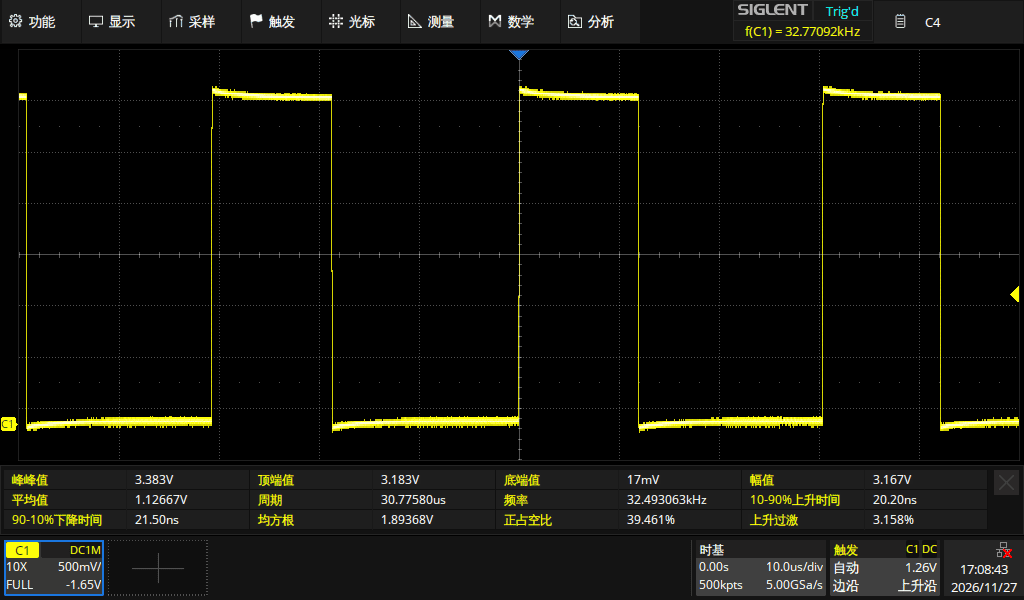 功能 显示 采样 触发 光标 测量 数学 分析 SIGLENT Trig'd C4
f(C1) = 32.77092kHz
C1
峰峰值 3.383V 顶端值 3.183V 底端值 17mV 幅值 3.167V
平均值 1.12667V 周期 30.77580us 频率 32.493063kHz 10-90%上升时间 20.20ns
90-10%下降时间 21.50ns 均方根 1.89368V 正占空比 39.461% 上升过激 3.158%
C1 DC1M 时基 触发 C1 DC
10X 500mV/ 0.00s 10.0us/div 自动 1.26V 17:08:43
FULL -1.65V 500kpts 5.00GSa/s 边沿 上升沿 2026/11/27